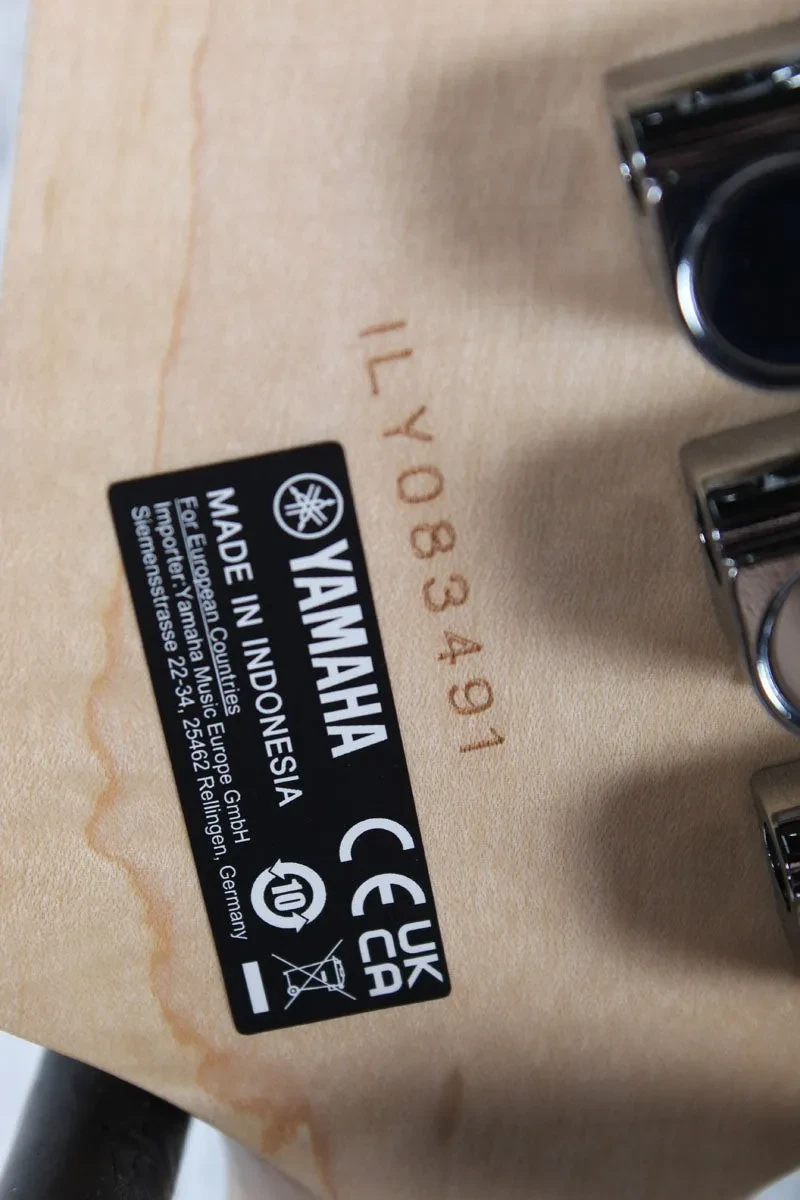 ILY083491
YAMAHA
MADE IN INDONESIA
For European Countries
Importer:Yamaha Music Europe GmbH
Siemensstrasse 22-34, 25462 Rellingen, Germany
CE
UK
CA
10